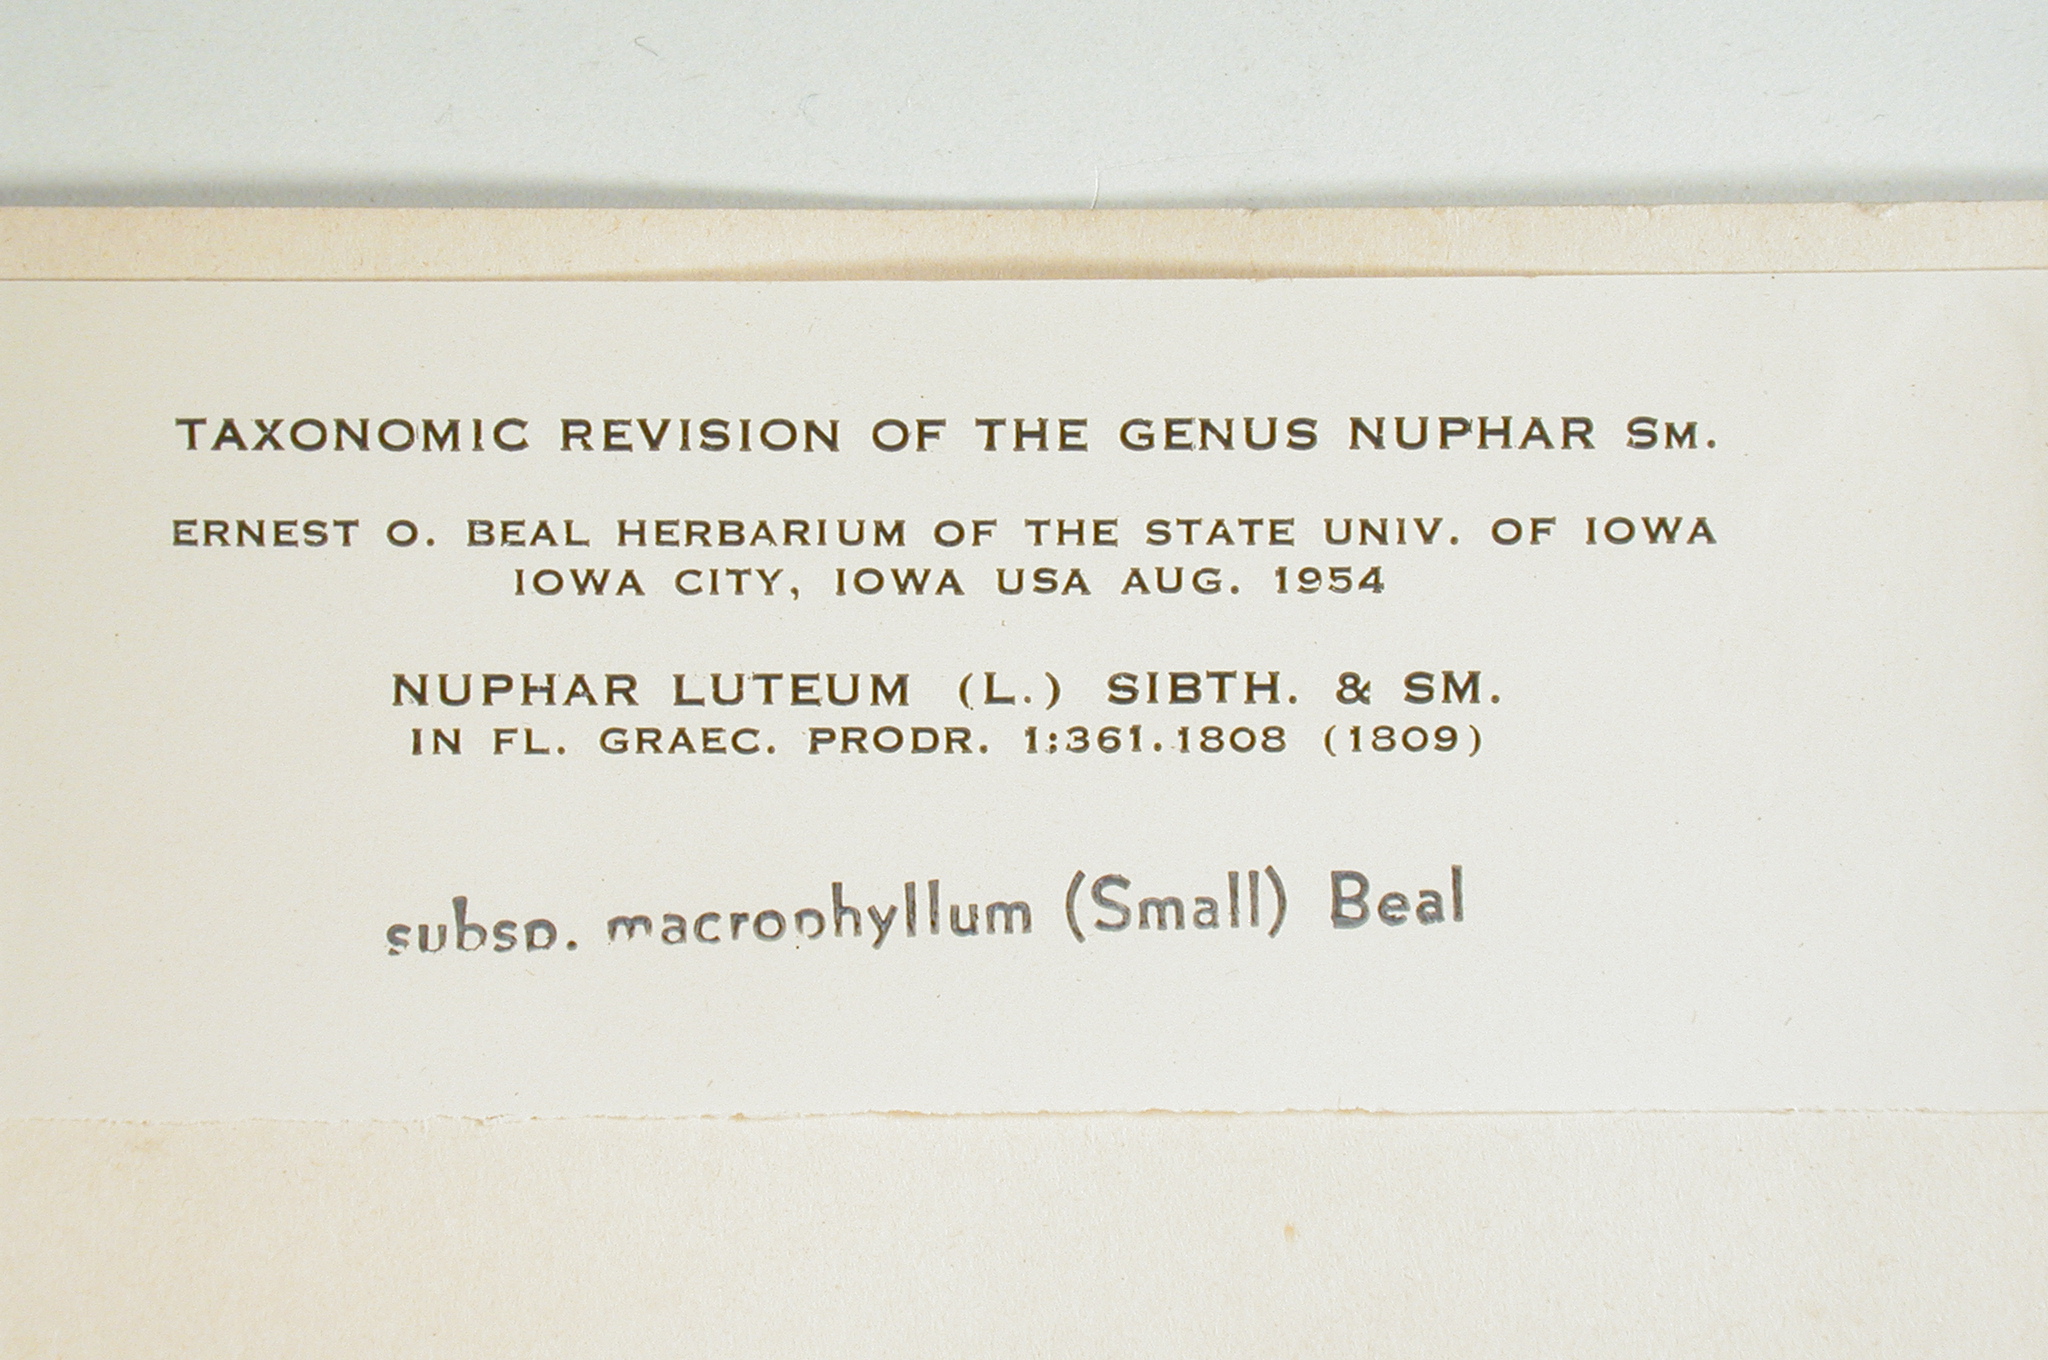 TAXONOMIC REVISION OF THE GENUS NUPHAR SM.
ERNEST O. BEAL HERBARIUM OF THE STATE UNIV. OF IOWA
IOWA CITY, IOWA USA AUG. 1954
NUPHAR LUTEUM (L.) SIBTH. & SM.
IN FL. GRAEC. PRODR. 1:361.1808 (1809)
subsp. macrophyllum (Small) Beal